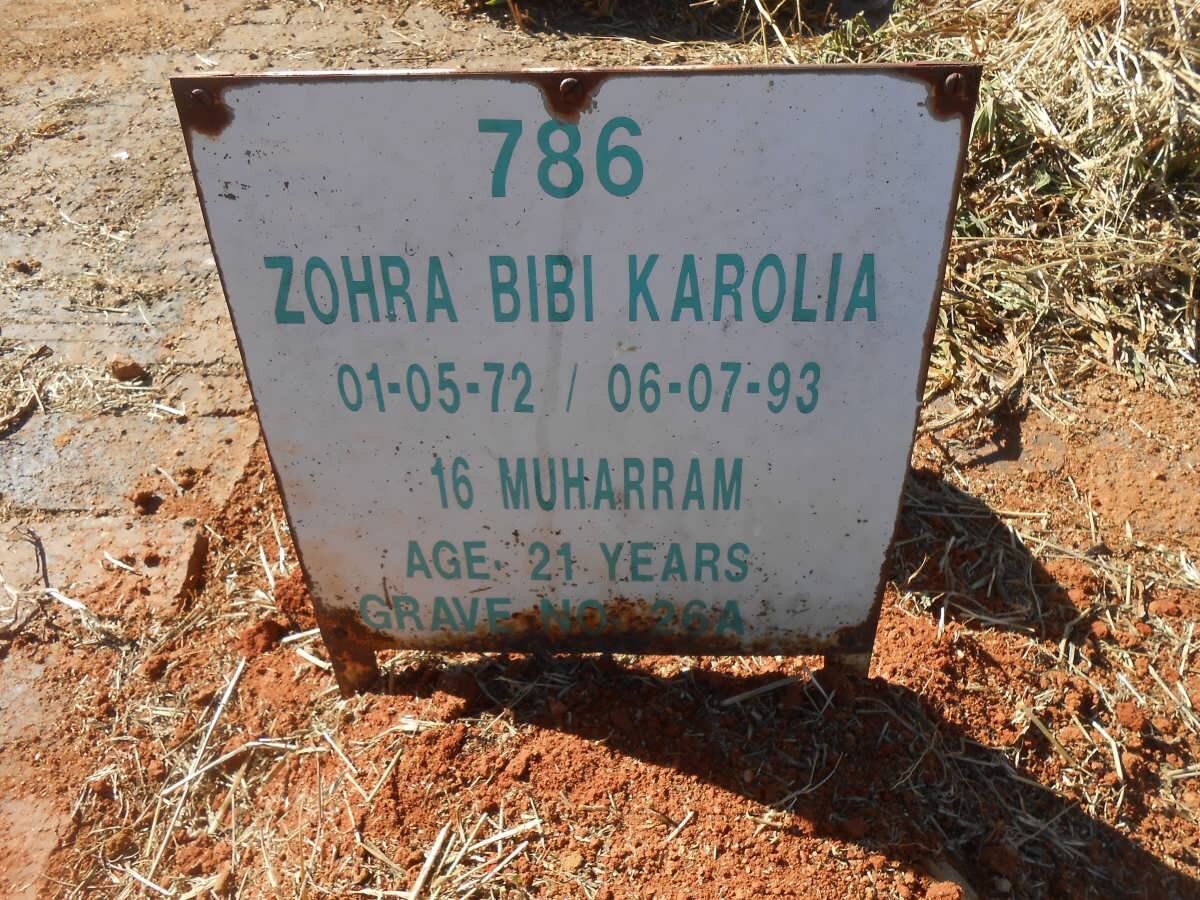 786
ZOHRA BIBI KAROLIA
01-05-72 / 06-07-93
16 MUHARRAM
AGE. 21 YEARS
GRAVE NO. 26A